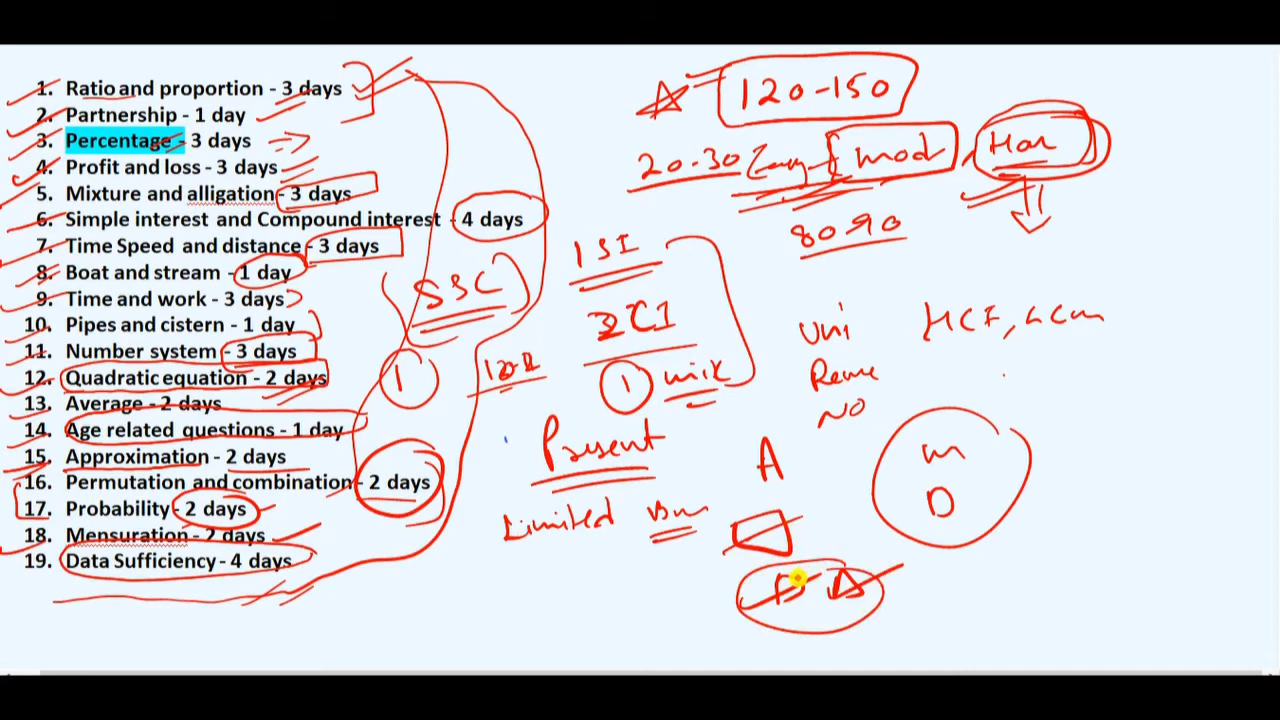 1. Ratio and proportion - 3 days
2. Partnership - 1 day
3. Percentage - 3 days
4. Profit and loss - 3 days
5. Mixture and alligation - 3 days
6. Simple interest and Compound interest - 4 days
7. Time Speed and distance - 3 days
8. Boat and stream - 1 day
9. Time and work - 3 days
10. Pipes and cistern - 1 day
11. Number system - 3 days
12. Quadratic equation - 2 days
13. Average - 2 days
14. Age related questions - 1 day
15. Approximation - 2 days
16. Permutation and combination - 2 days
17. Probability - 2 days
18. Mensuration - 2 days
19. Data Sufficiency - 4 days
120-150
20-30 mod
80 90
SSC
1 SI
2CI
1 mix
1
Present
Limited
Uni HCF, LCM
NO
A
m
D